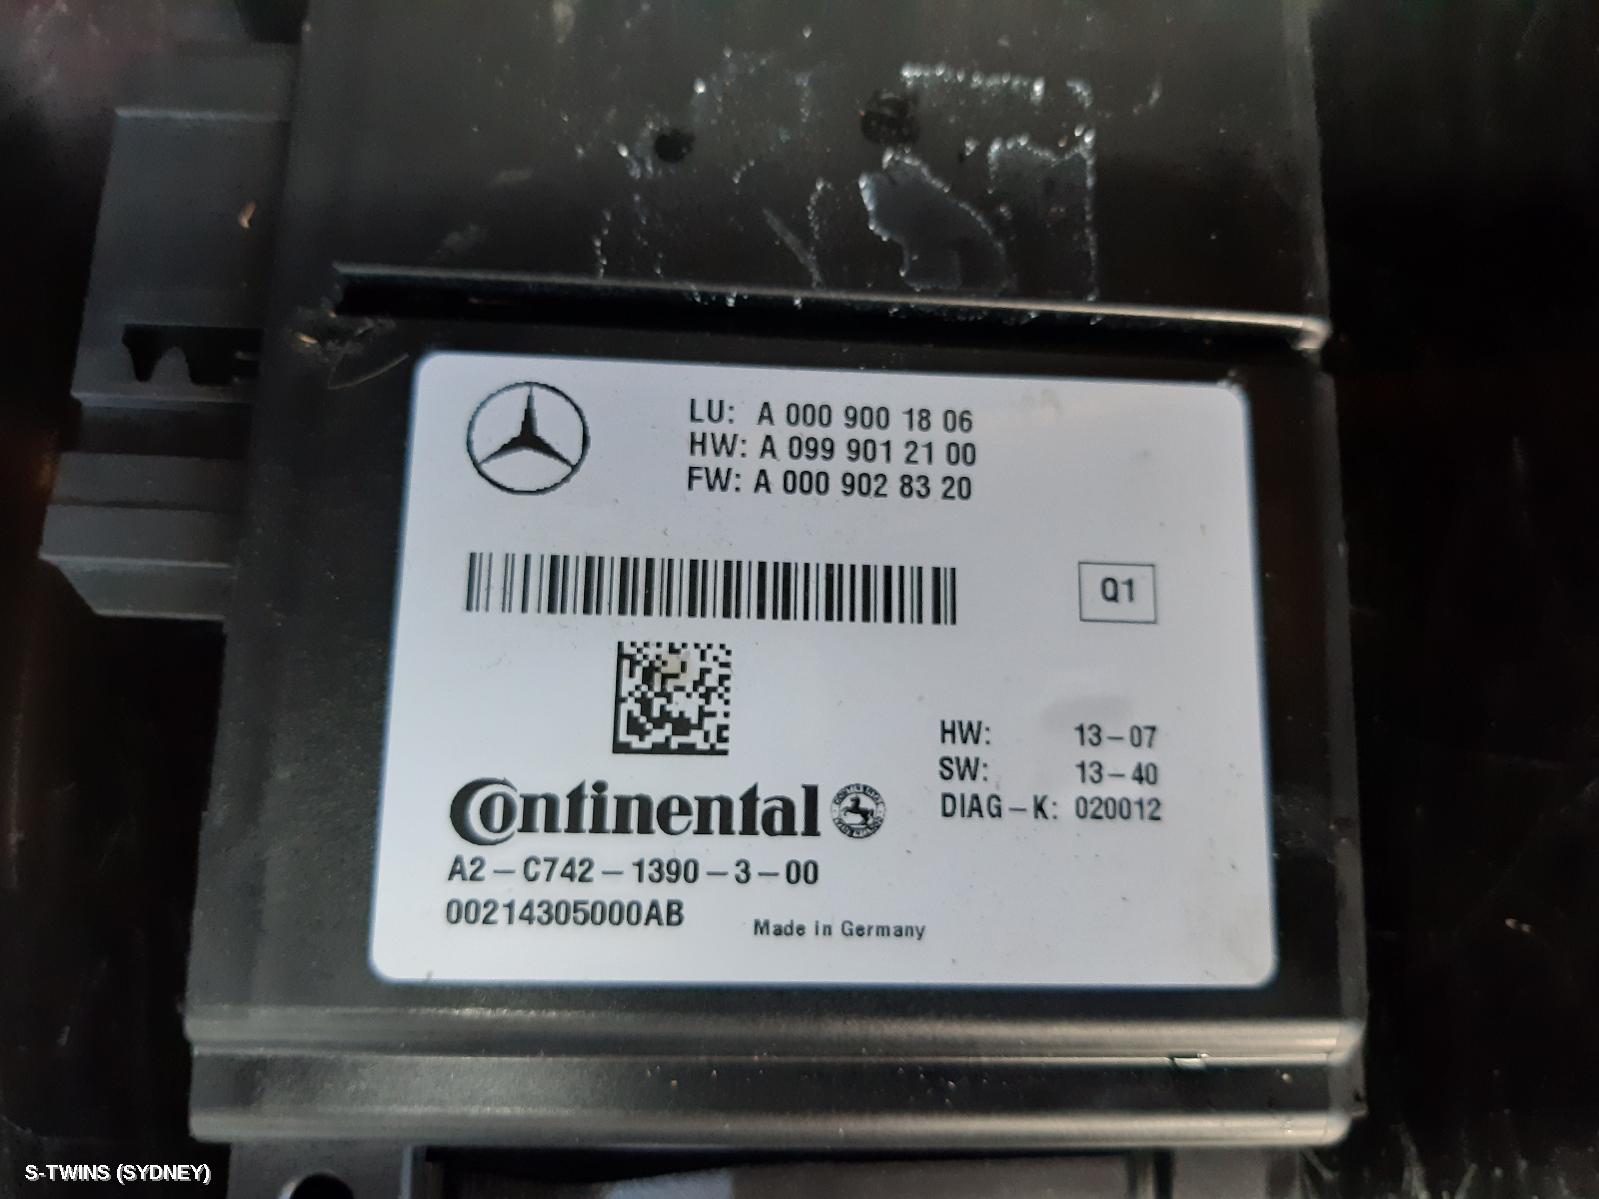 LU: A 000 900 18 06
HW: A 099 901 21 00
FW: A 000 902 83 20
Q1
HW: 13-07
SW: 13-40
DIAG-K: 020012
Continental
A2-C742-1390-3-00
00214305000AB
Made in Germany
S-TWINS (SYDNEY)